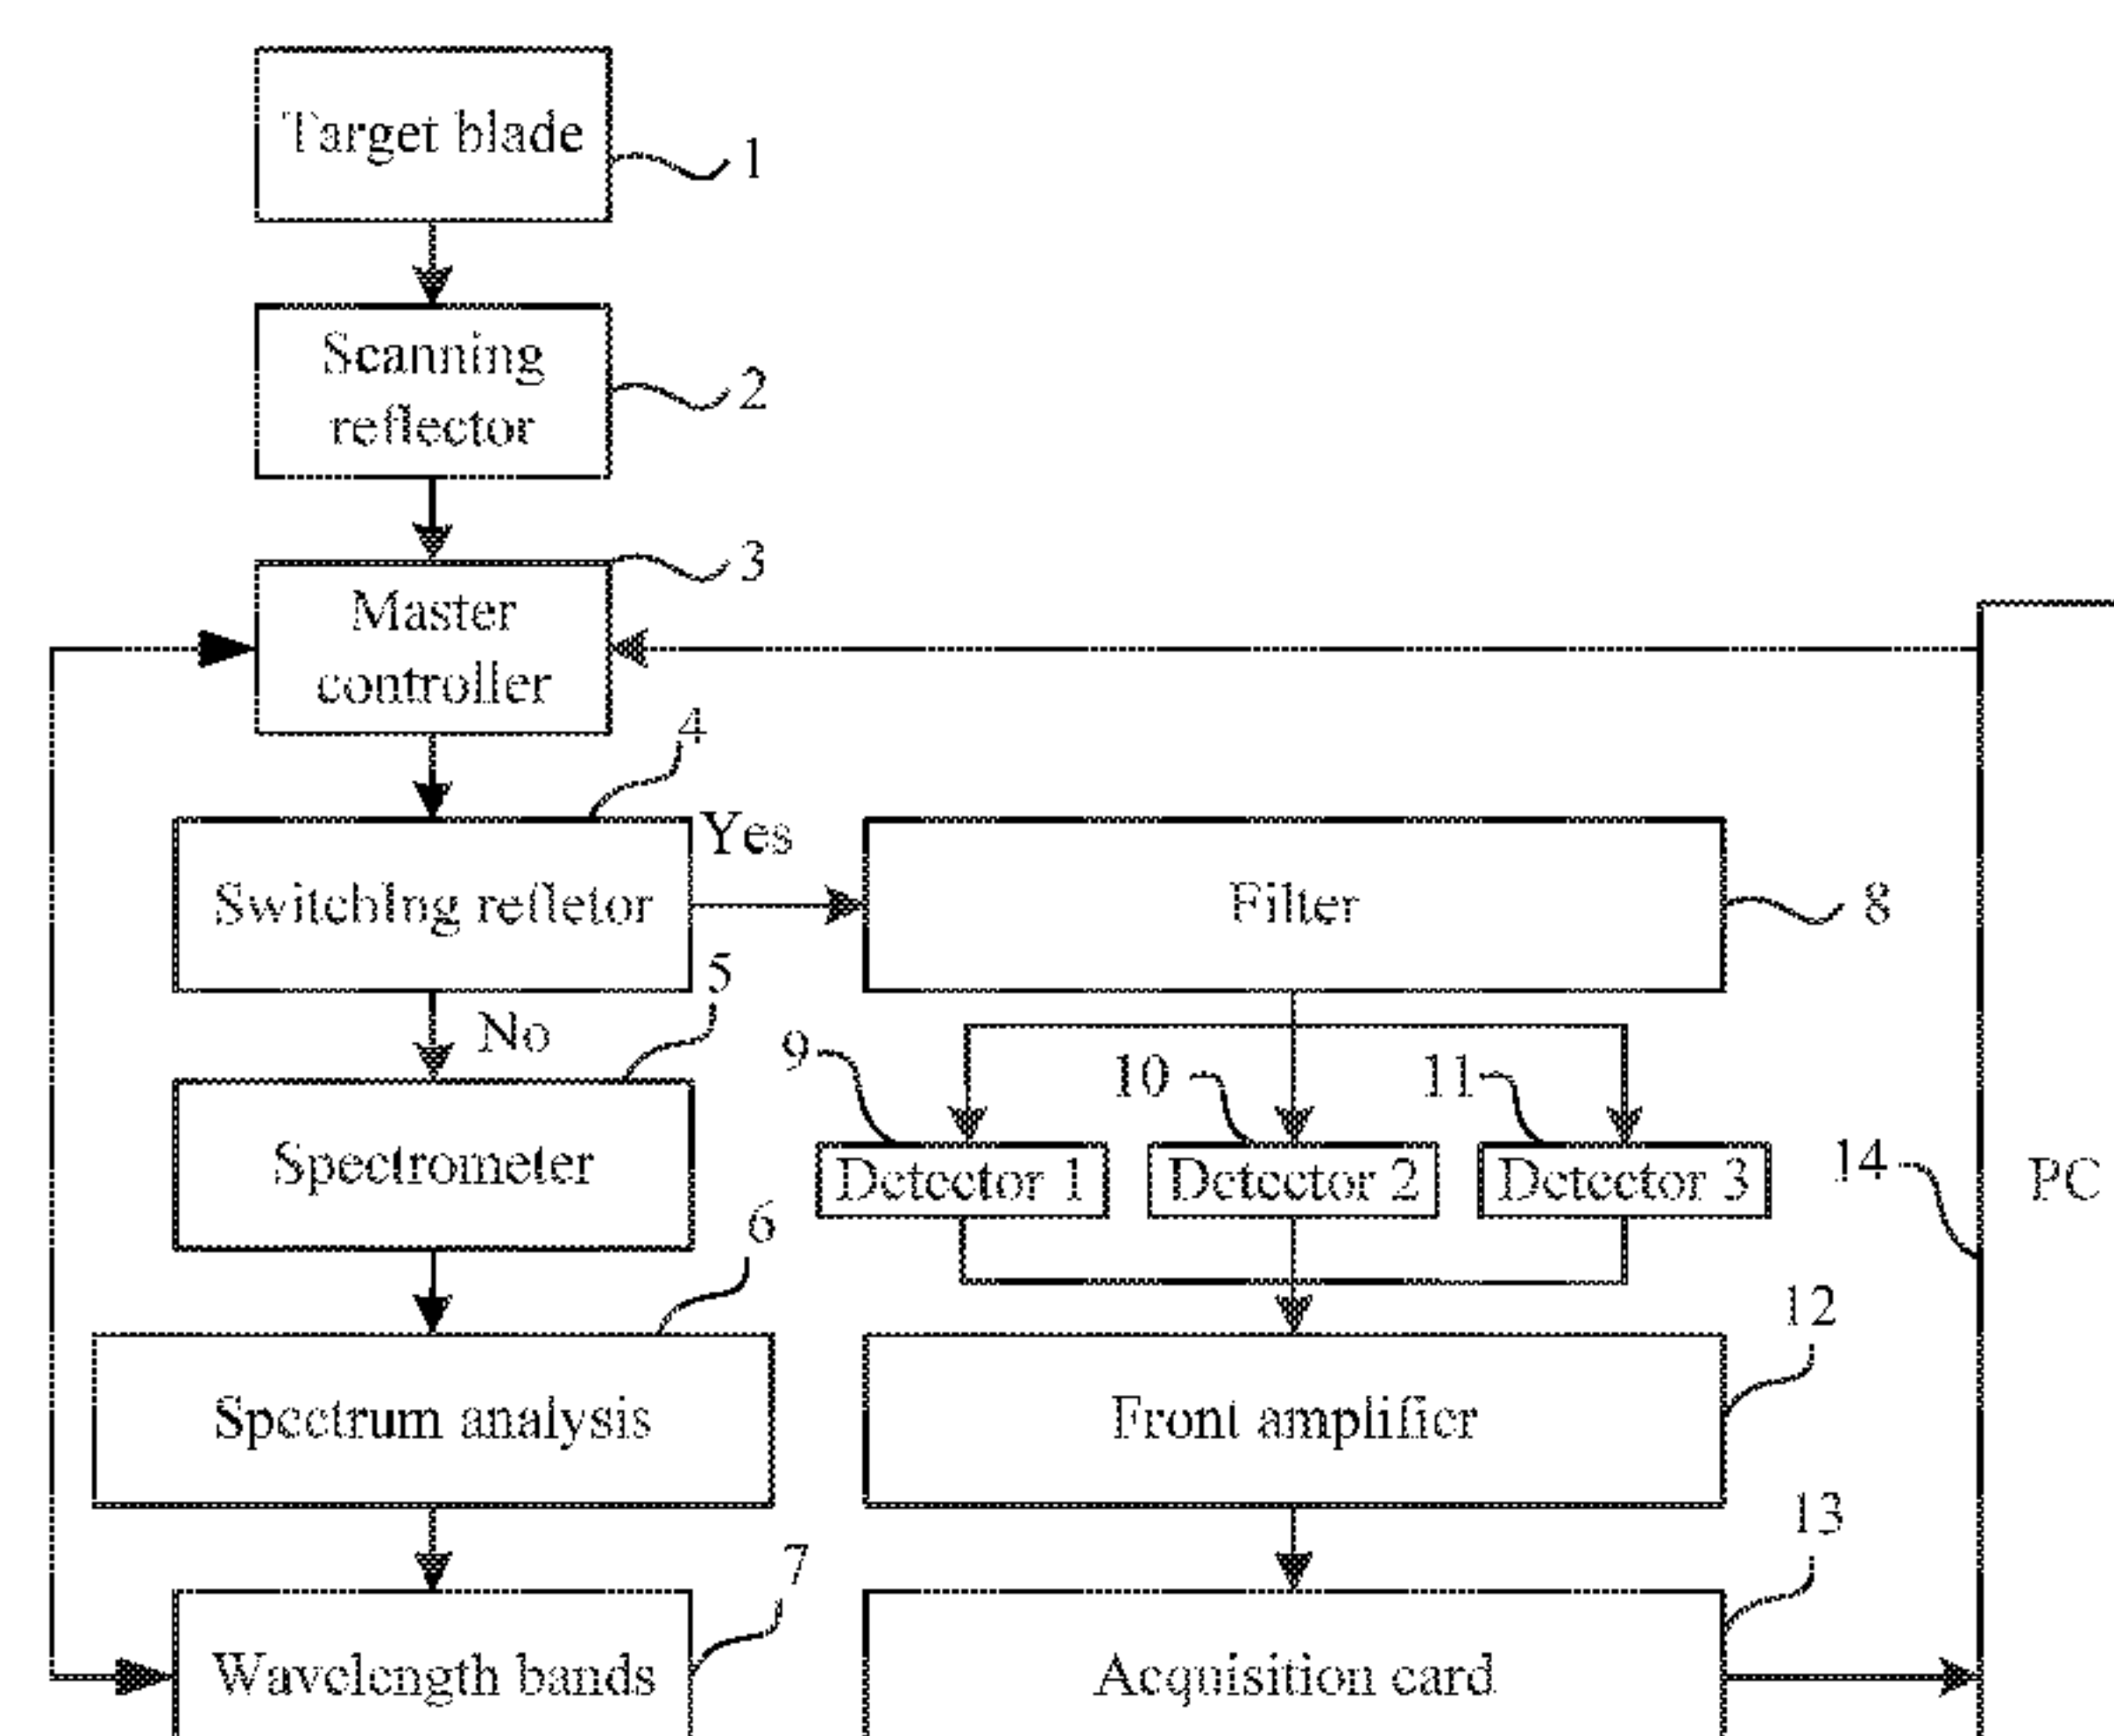 Target blade
1
Scanning
reflector
2
3
Master
controller
4
Yes
Switching refletor
Filter
8
5
No
9
10
11
Spectrometer
Detector 1
Detector 2
Detector 3
14
PC
6
12
Spectrum analysis
Front amplifier
13
7
Wavelength bands
Acquisition card